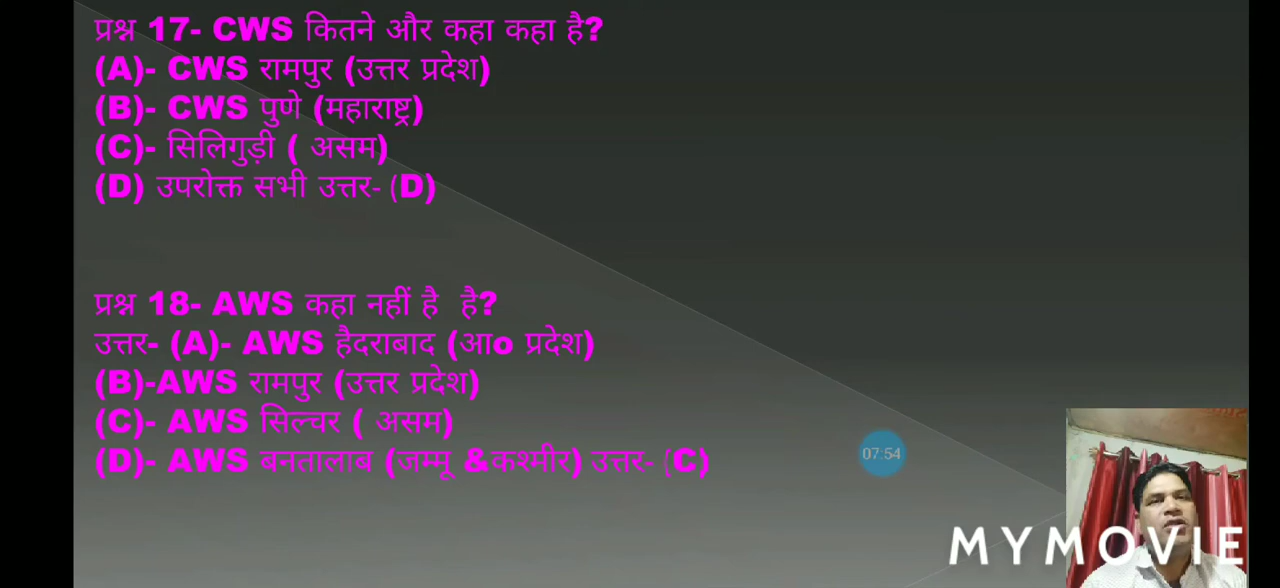 प्रश्न 17- CWS कितने और कहा कहा है?
(A)- CWS रामपुर (उत्तर प्रदेश)
(B)- CWS पुणे (महाराष्ट्र)
(C)- सिलिगुड़ी ( असम)
(D) उपरोक्त सभी उत्तर- (D)
प्रश्न 18- AWS कहा नहीं है है?
उत्तर- (A)- AWS हैदराबाद (आo प्रदेश)
(B)-AWS रामपुर (उत्तर प्रदेश)
(C)- AWS सिल्चर ( असम)
(D)- AWS बनतालाब (जम्मू &कश्मीर) उत्तर- (C)
07:54
MYMOVIE